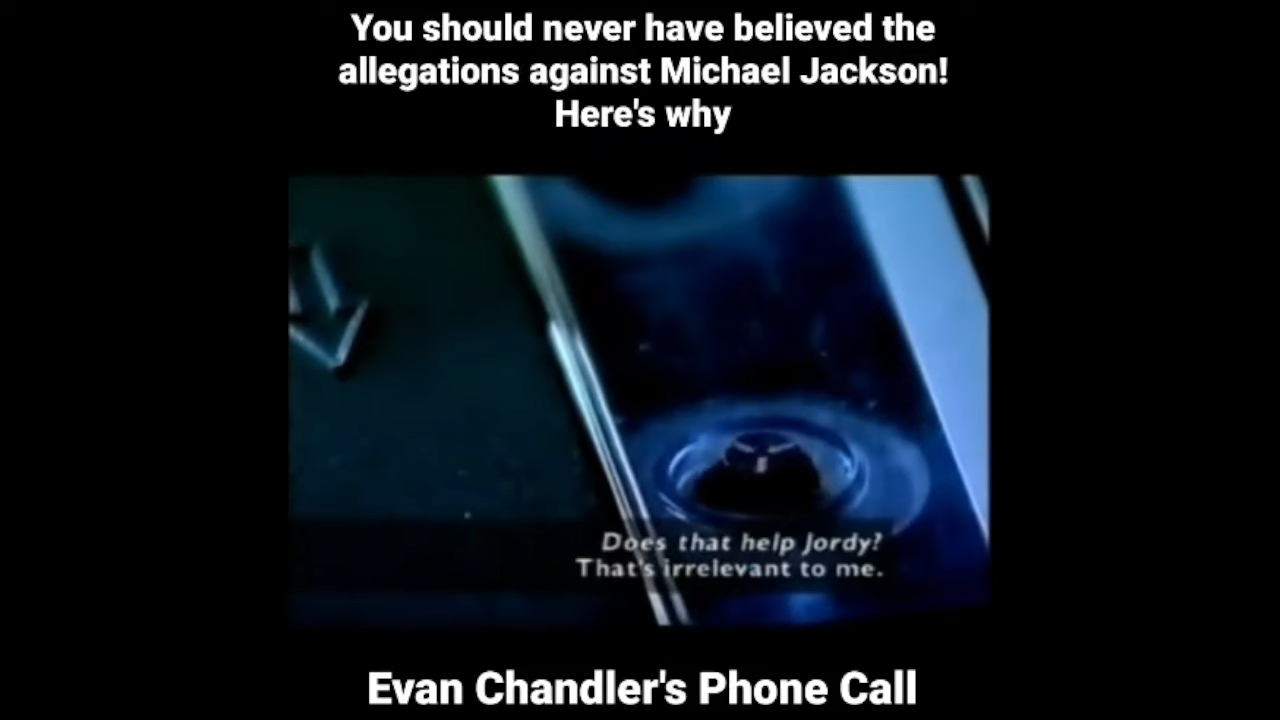 You should never have believed the
allegations against Michael Jackson!
Here's why
Does that help Jordy?
That's irrelevant to me.
Evan Chandler's Phone Call